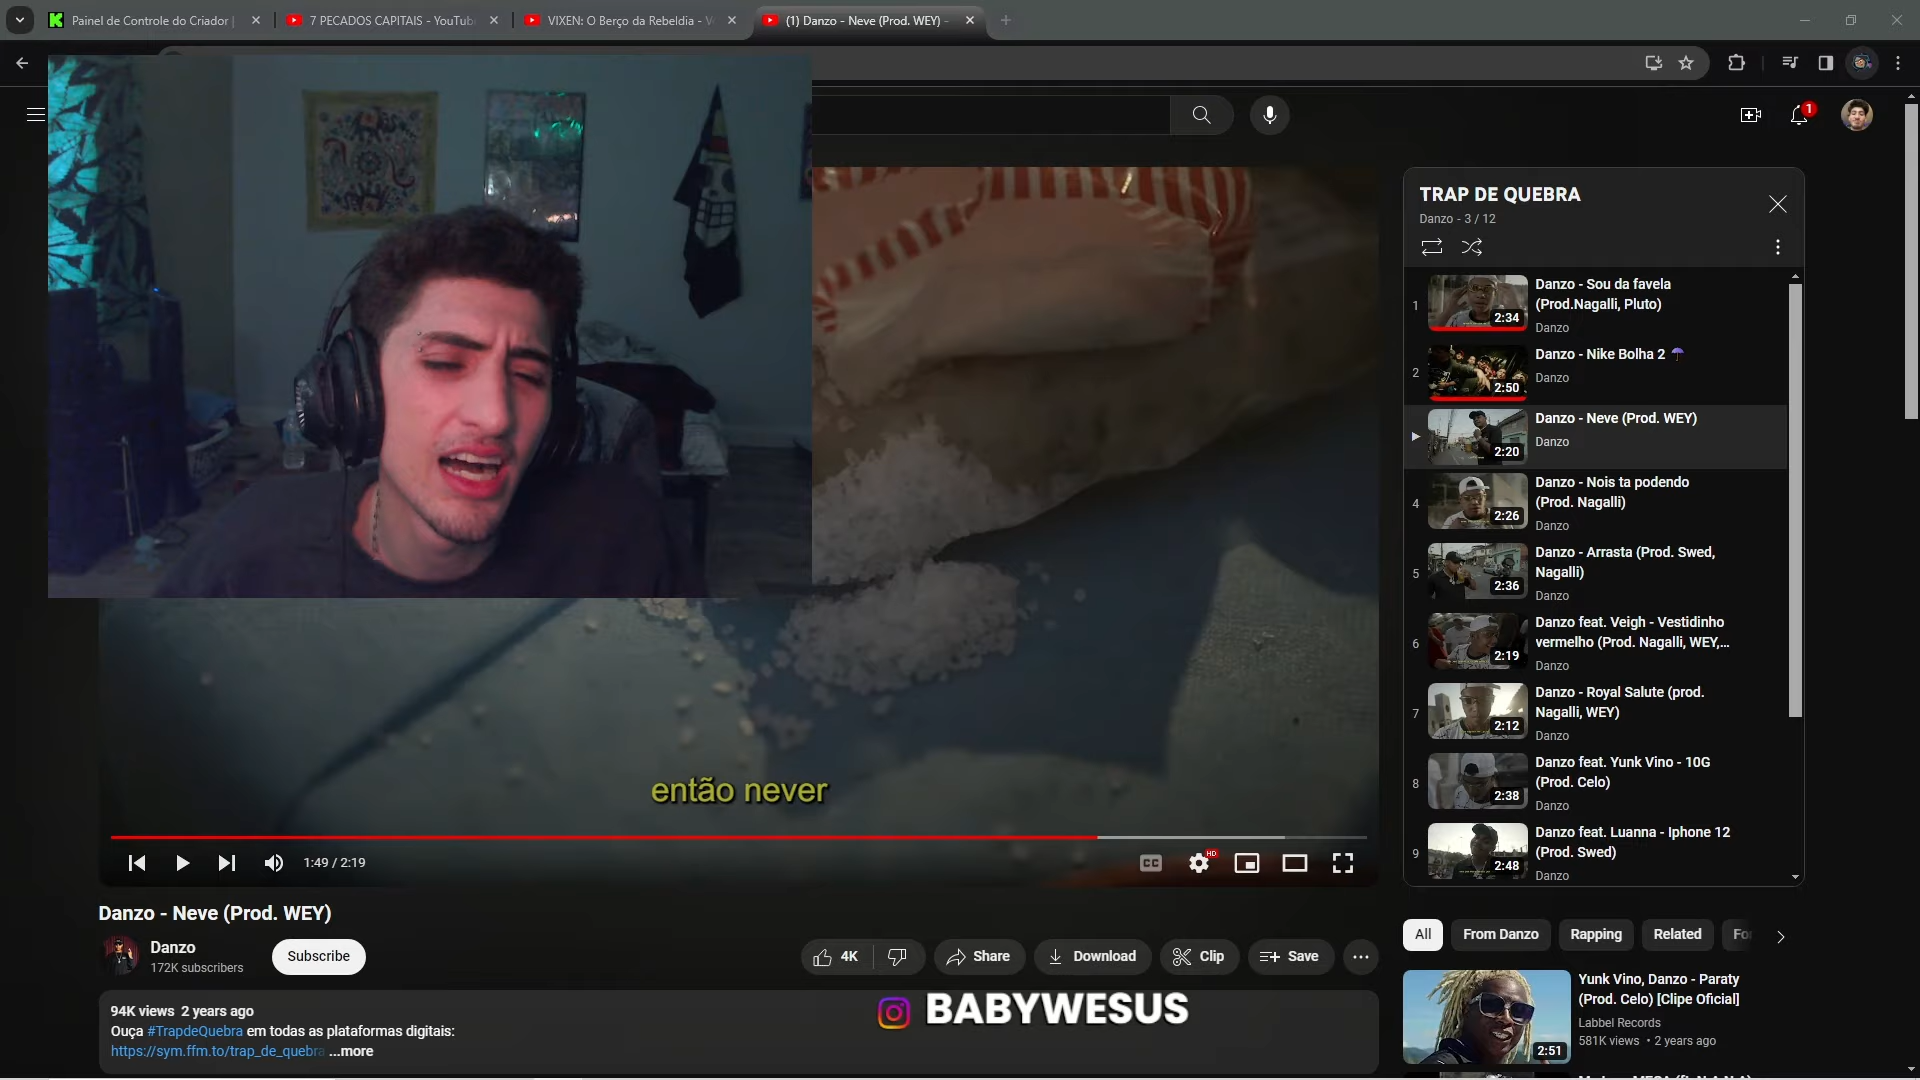 Painel de Controle do Criador |
7 PECADOS CAPITAIS - YouTub
VIXEN: O Berço da Rebeldia - V
(1) Danzo - Neve (Prod. WEY) -
1
TRAP DE QUEBRA
Danzo - 3 / 12
1
2:34
Danzo - Sou da favela
(Prod.Nagalli, Pluto)
Danzo
2
2:50
Danzo - Nike Bolha 2 ☂
Danzo
2:20
Danzo - Neve (Prod. WEY)
Danzo
4
2:26
Danzo - Nois ta podendo
(Prod. Nagalli)
Danzo
5
2:36
Danzo - Arrasta (Prod. Swed,
Nagalli)
Danzo
6
2:19
Danzo feat. Veigh - Vestidinho
vermelho (Prod. Nagalli, WEY,...
Danzo
7
2:12
Danzo - Royal Salute (prod.
Nagalli, WEY)
Danzo
8
2:38
Danzo feat. Yunk Vino - 10G
(Prod. Celo)
Danzo
9
2:48
Danzo feat. Luanna - Iphone 12
(Prod. Swed)
Danzo
então never
1:49 / 2:19
CC
HD
Danzo - Neve (Prod. WEY)
Danzo
172K subscribers
Subscribe
4K
Share
Download
Clip
Save
94K views 2 years ago
Ouça #TrapdeQuebra em todas as plataformas digitais:
https://sym.ffm.to/trap_de_quebra ...more
BABYWESUS
All
From Danzo
Rapping
Related
For
2:51
Yunk Vino, Danzo - Paraty
(Prod. Celo) [Clipe Oficial]
Labbel Records
581K views • 2 years ago